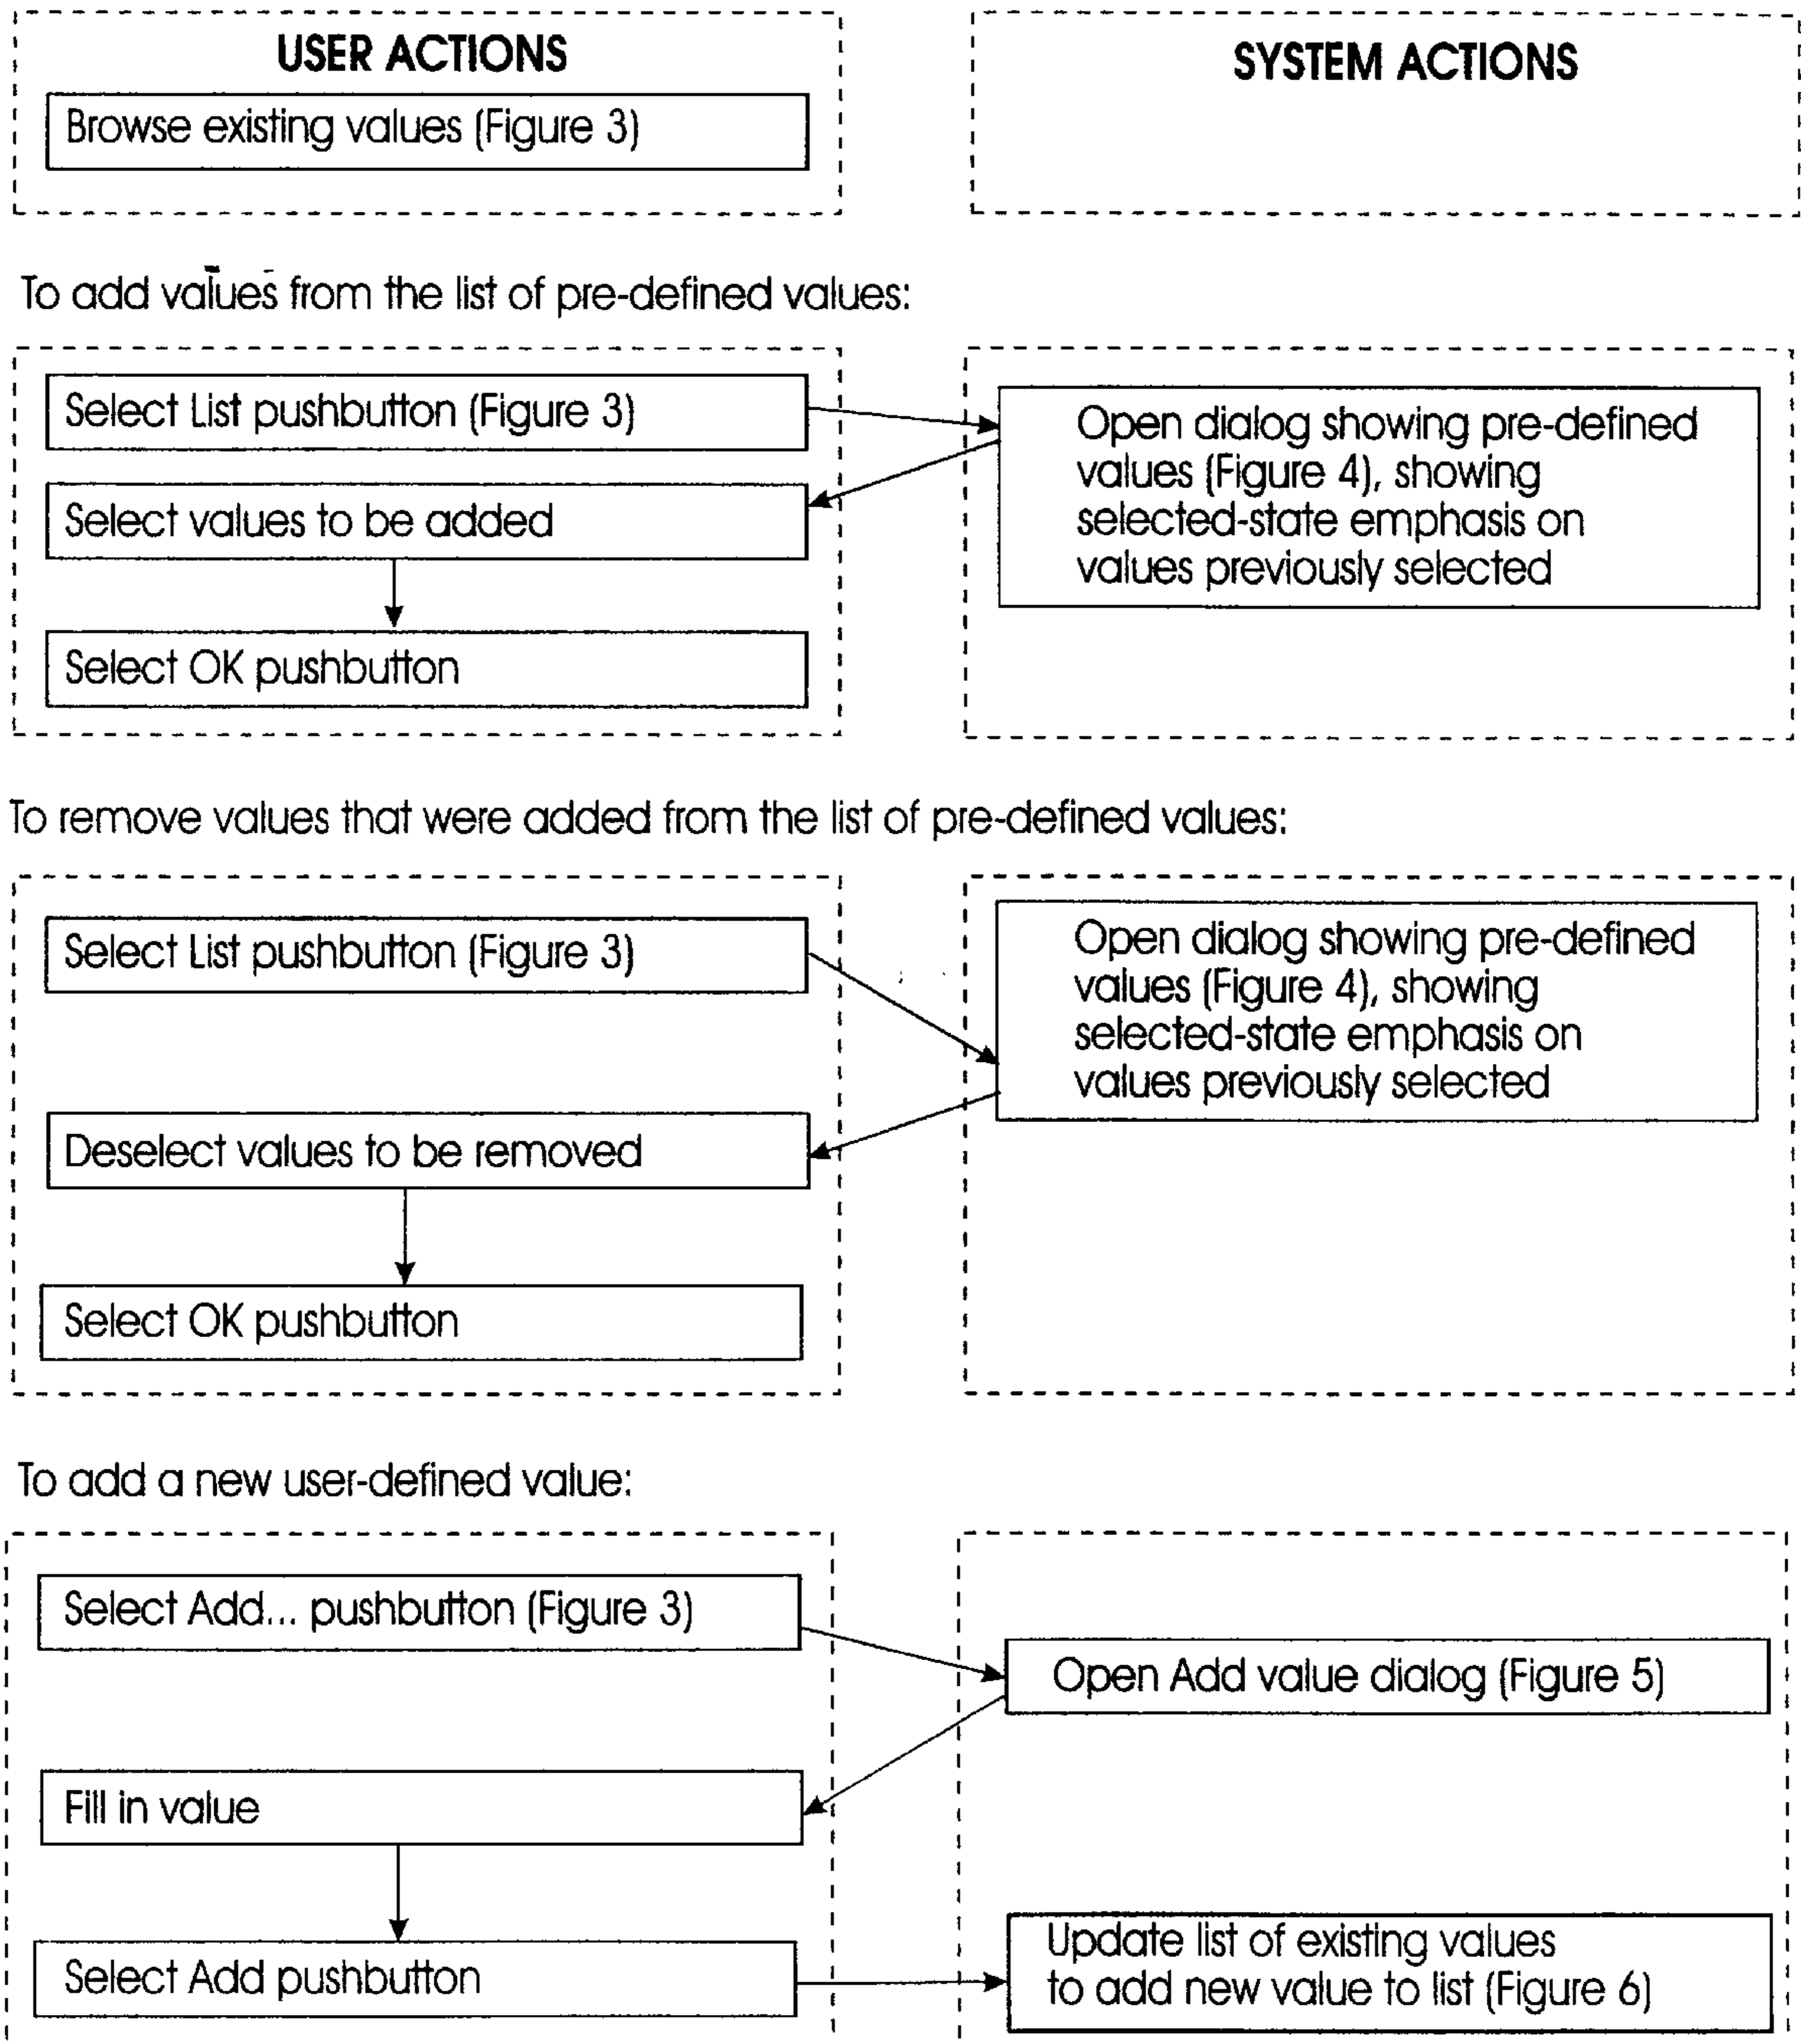 USER ACTIONS
Browse existing values (Figure 3)
SYSTEM ACTIONS
To add values from the list of pre-defined values:
Select List pushbutton (Figure 3)
Select values to be added
Select OK pushbutton
Open dialog showing pre-defined
values (Figure 4), showing
selected-state emphasis on
values previously selected
To remove values that were added from the list of pre-defined values:
Select List pushbutton (Figure 3)
Deselect values to be removed
Select OK pushbutton
Open dialog showing pre-defined
values (Figure 4), showing
selected-state emphasis on
values previously selected
To add a new user-defined value:
Select Add... pushbutton (Figure 3)
Open Add value dialog (Figure 5)
Fill in value
Select Add pushbutton
Update list of existing values
to add new value to list (Figure 6)